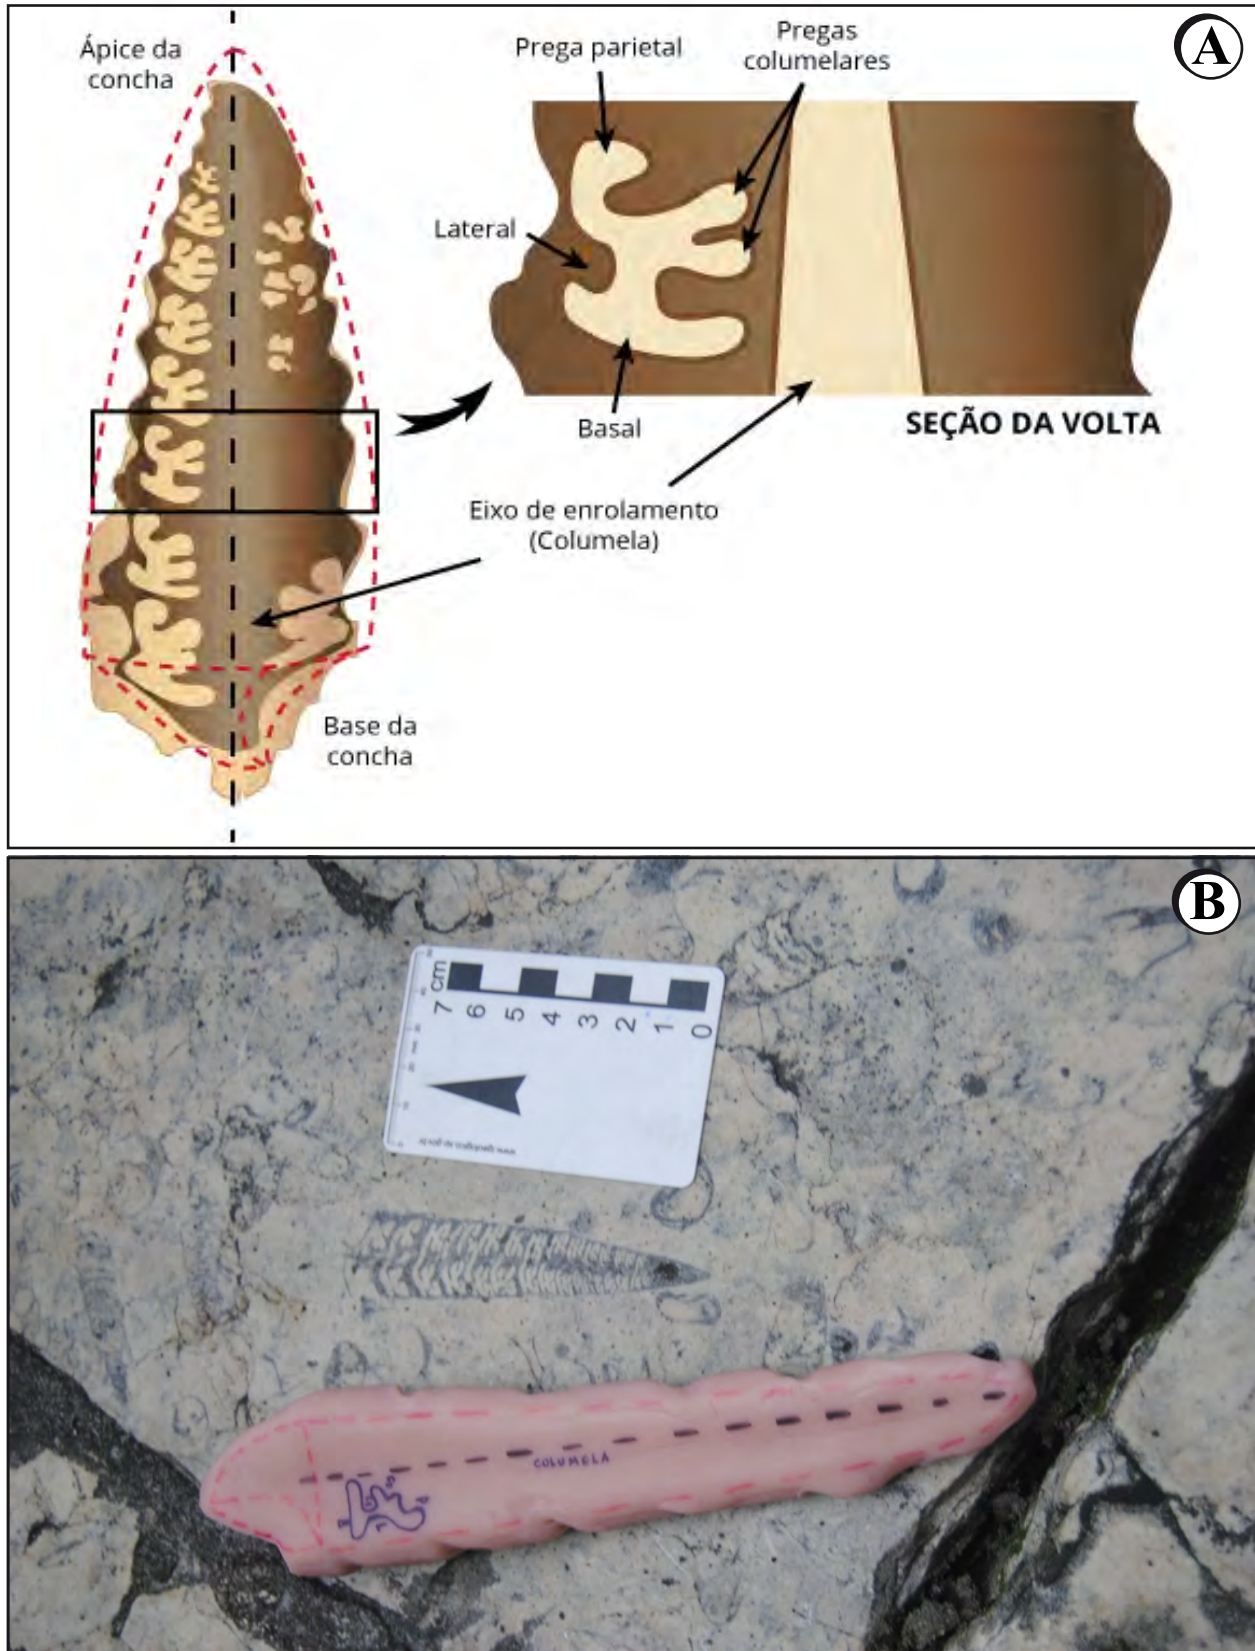 A
Ápice da
concha
Prega parietal
Pregas
columelares
Lateral
Basal
SEÇÃO DA VOLTA
Eixo de enrolamento
(Columela)
Base da
concha
B
cm
7 6 5 4 3 2 1 0
COLUMELA